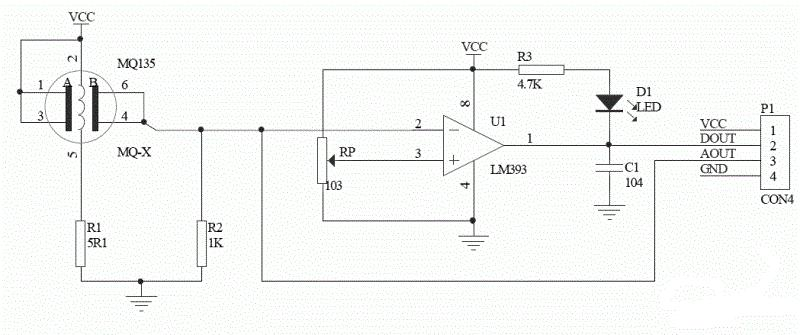 VCC
2
MQ135
1
A
B
6
3
4
5
MQ-X
R1
5R1
R2
1K
VCC
R3
4.7K
8
2
−
U1
RP
3
+
1
LM393
103
4
D1
LED
C1
104
P1
VCC
1
DOUT
2
AOUT
3
GND
4
CON4